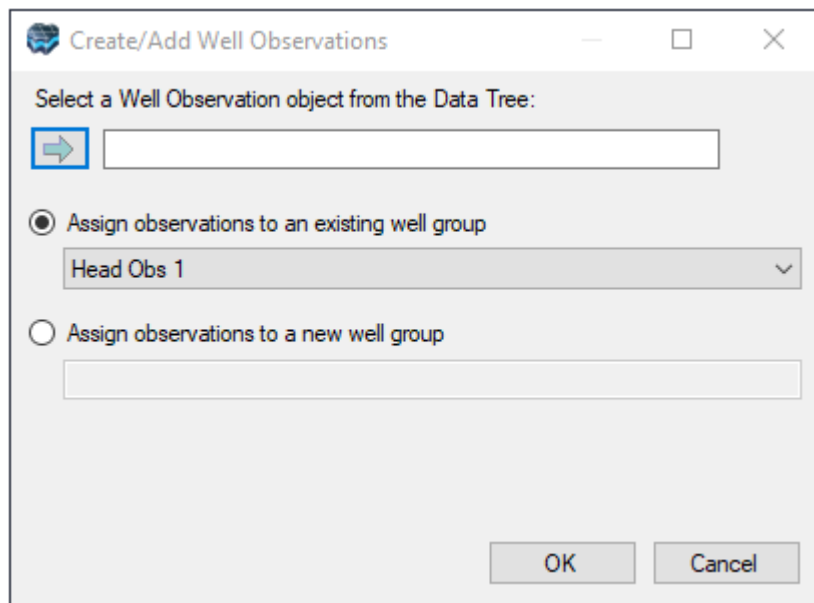 Create/Add Well Observations
Select a Well Observation object from the Data Tree:
Assign observations to an existing well group
Head Obs 1
Assign observations to a new well group
OK
Cancel